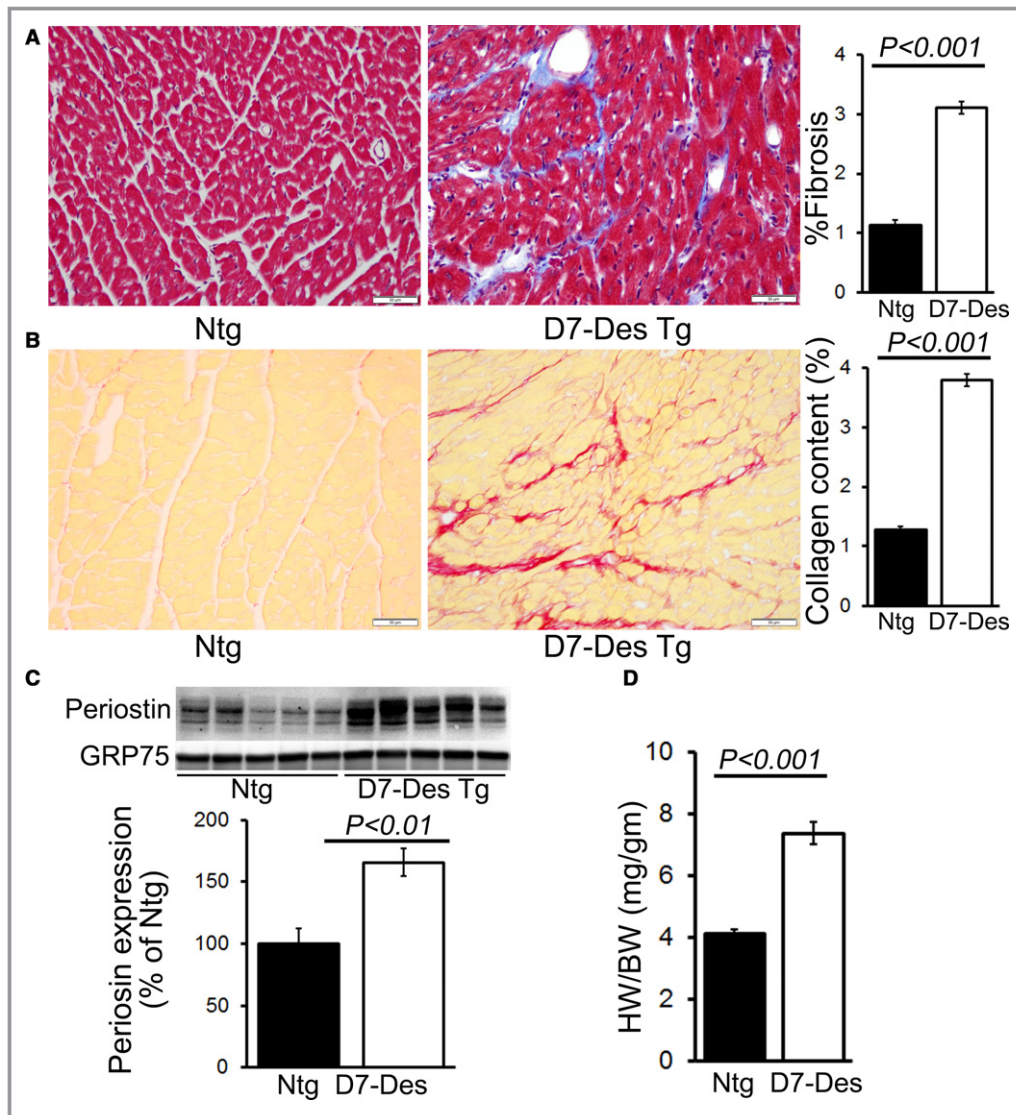 A
P<0.001
%Fibrosis
4
3
2
1
0
Ntg
D7-Des
Ntg
D7-Des Tg
B
P<0.001
Collagen content (%)
4
3
2
1
0
Ntg
D7-Des
Ntg
D7-Des Tg
C
Periostin
GRP75
Ntg
D7-Des Tg
P<0.01
Periosin expression
(% of Ntg)
200
150
100
50
0
Ntg
D7-Des
D
P<0.001
HW/BW (mg/gm)
10
8
6
4
2
0
Ntg
D7-Des